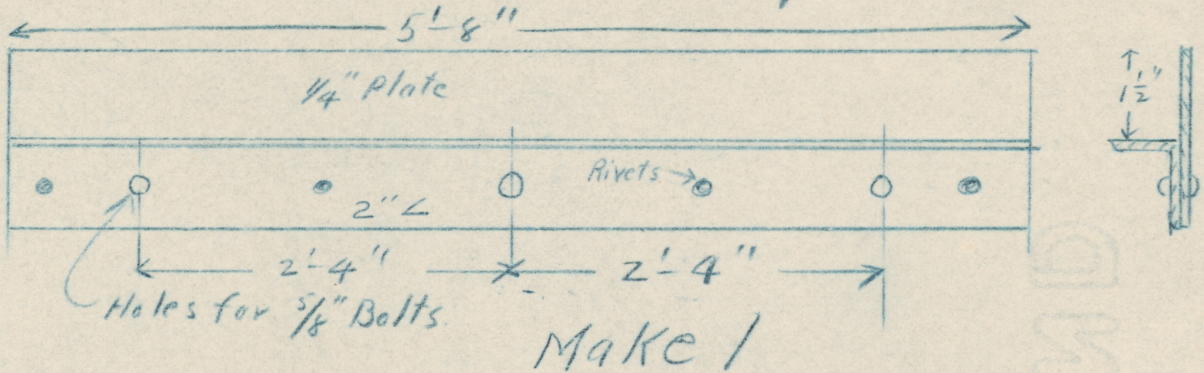 5'-8"
1/4" Plate
1 1/2"
Rivets
2" <
2'-4" 2'-4"
Holes for 5/8" Bolts.
Make 1